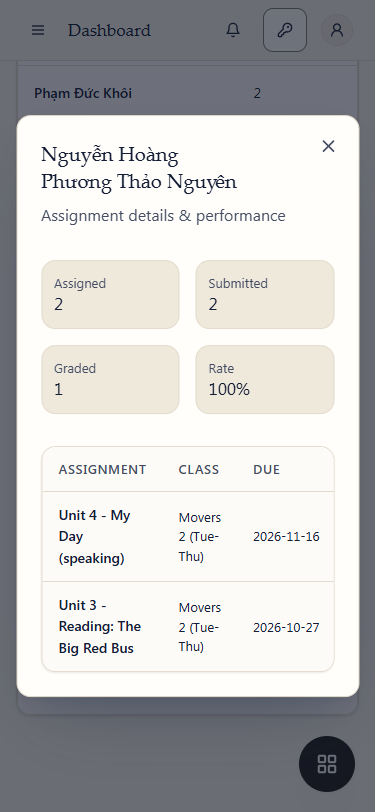 Dashboard
Phạm Đức Khôi 2
Nguyễn Hoàng
Phương Thảo Nguyên
Assignment details & performance
Assigned
2
Submitted
2
Graded
1
Rate
100%
ASSIGNMENT CLASS DUE
Unit 4 - My
Day
(speaking)
Movers
2 (Tue-
Thu)
2026-11-16
Unit 3 -
Reading: The
Big Red Bus
Movers
2 (Tue-
Thu)
2026-10-27